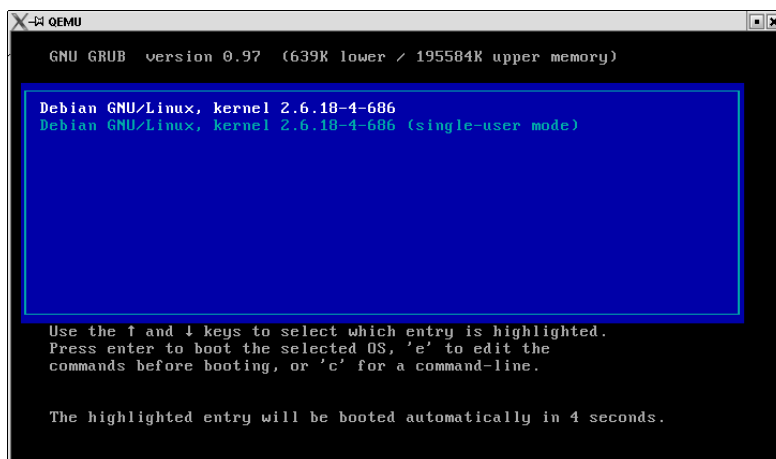 QEMU
GNU GRUB version 0.97 (639K lower / 195584K upper memory)
Debian GNU/Linux, kernel 2.6.18-4-686
Debian GNU/Linux, kernel 2.6.18-4-686 (single-user mode)
Use the ↑ and ↓ keys to select which entry is highlighted.
Press enter to boot the selected OS, 'e' to edit the
commands before booting, or 'c' for a command-line.
The highlighted entry will be booted automatically in 4 seconds.